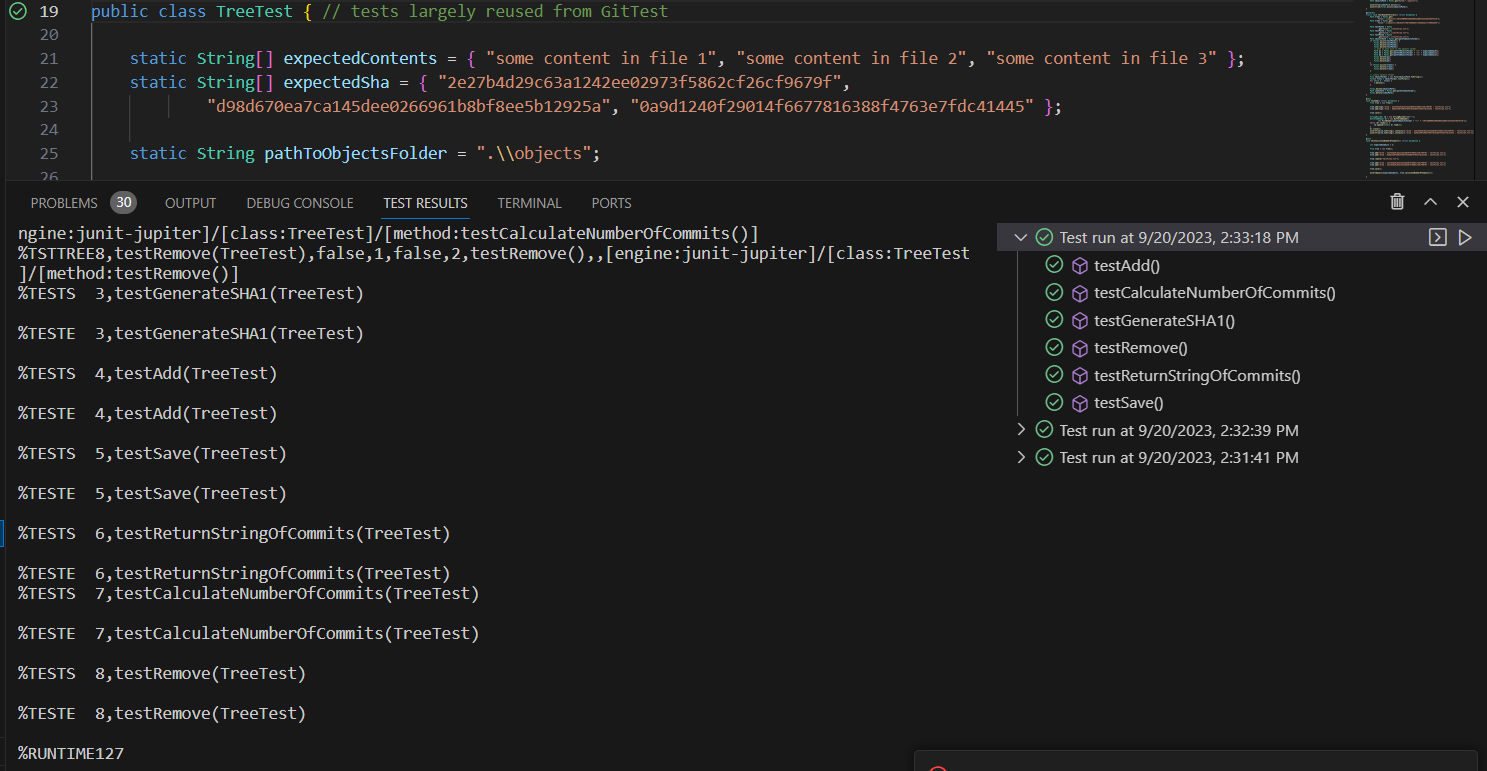 19 public class TreeTest { // tests largely reused from GitTest
20
21 static String[] expectedContents = { "some content in file 1", "some content in file 2", "some content in file 3" };
22 static String[] expectedSha = { "2e27b4d29c63a1242ee02973f5862cf26cf9679f",
23 "d98d670ea7ca145dee0266961b8bf8ee5b12925a", "0a9d1240f29014f6677816388f4763e7fdc41445" };
24
25 static String pathToObjectsFolder = ".\\objects";
26
PROBLEMS 30 OUTPUT DEBUG CONSOLE TEST RESULTS TERMINAL PORTS
ngine:junit-jupiter]/[class:TreeTest]/[method:testCalculateNumberOfCommits()]
%TSTTREE8,testRemove(TreeTest),false,1,false,2,testRemove(),,[engine:junit-jupiter]/[class:TreeTest
]/[method:testRemove()]
%TESTS 3,testGenerateSHA1(TreeTest)
%TESTE 3,testGenerateSHA1(TreeTest)
%TESTS 4,testAdd(TreeTest)
%TESTE 4,testAdd(TreeTest)
%TESTS 5,testSave(TreeTest)
%TESTE 5,testSave(TreeTest)
%TESTS 6,testReturnStringOfCommits(TreeTest)
%TESTE 6,testReturnStringOfCommits(TreeTest)
%TESTS 7,testCalculateNumberOfCommits(TreeTest)
%TESTE 7,testCalculateNumberOfCommits(TreeTest)
%TESTS 8,testRemove(TreeTest)
%TESTE 8,testRemove(TreeTest)
%RUNTIME127
Test run at 9/20/2023, 2:33:18 PM
testAdd()
testCalculateNumberOfCommits()
testGenerateSHA1()
testRemove()
testReturnStringOfCommits()
testSave()
Test run at 9/20/2023, 2:32:39 PM
Test run at 9/20/2023, 2:31:41 PM